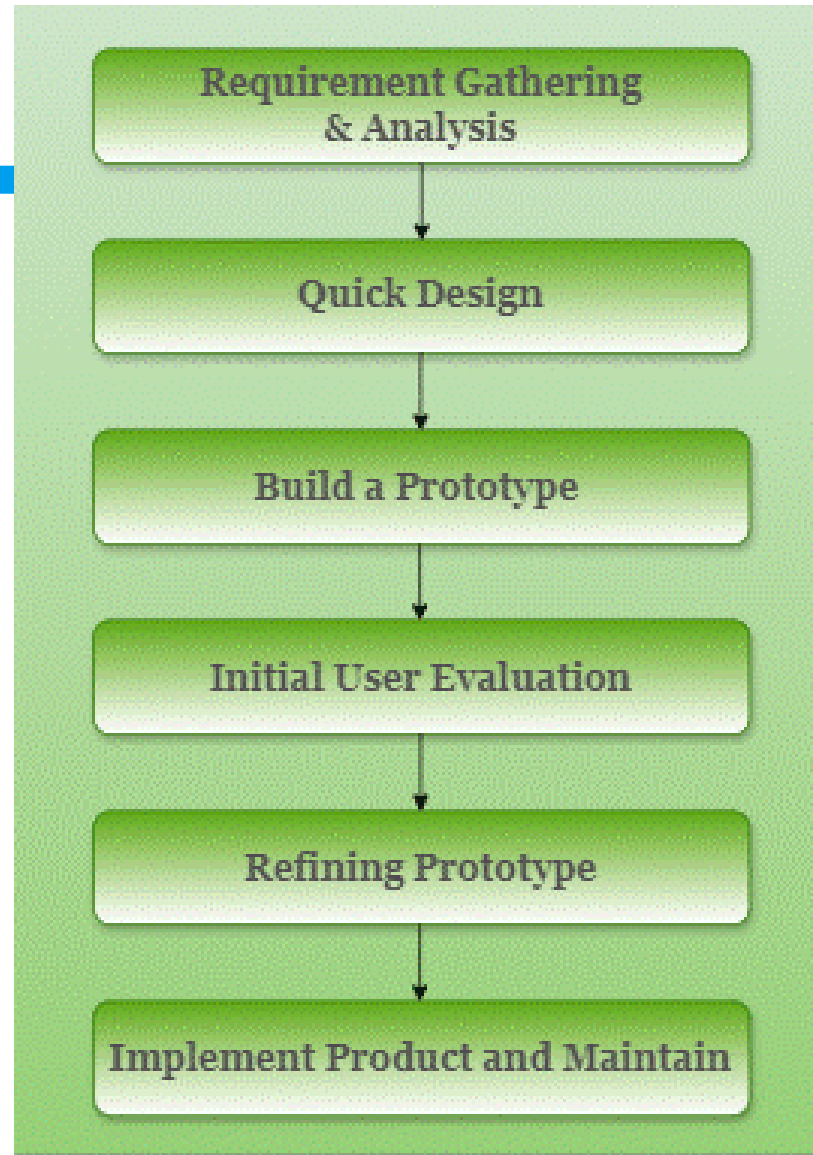 Requirement Gathering
& Analysis
Quick Design
Build a Prototype
Initial User Evaluation
Refining Prototype
Implement Product and Maintain